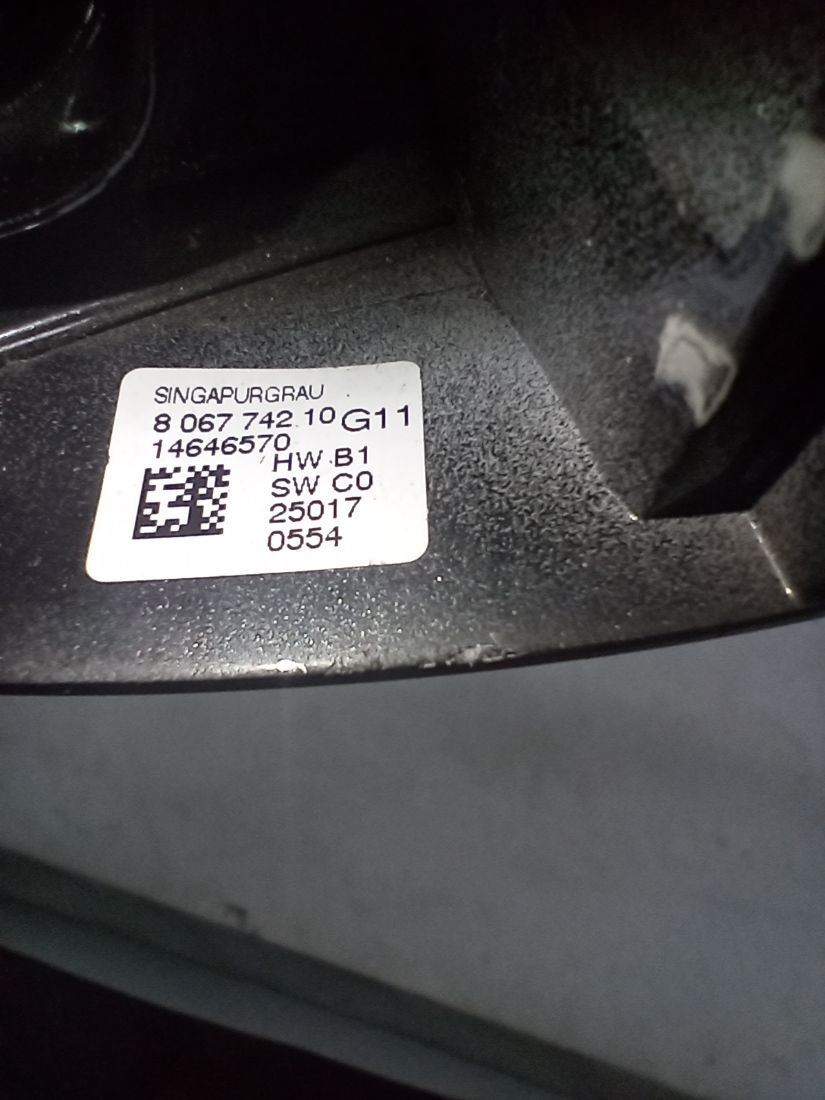 SINGAPURGRAU
8 067 742.10 G11
14646570
HW B1
SW C0
25017
0554